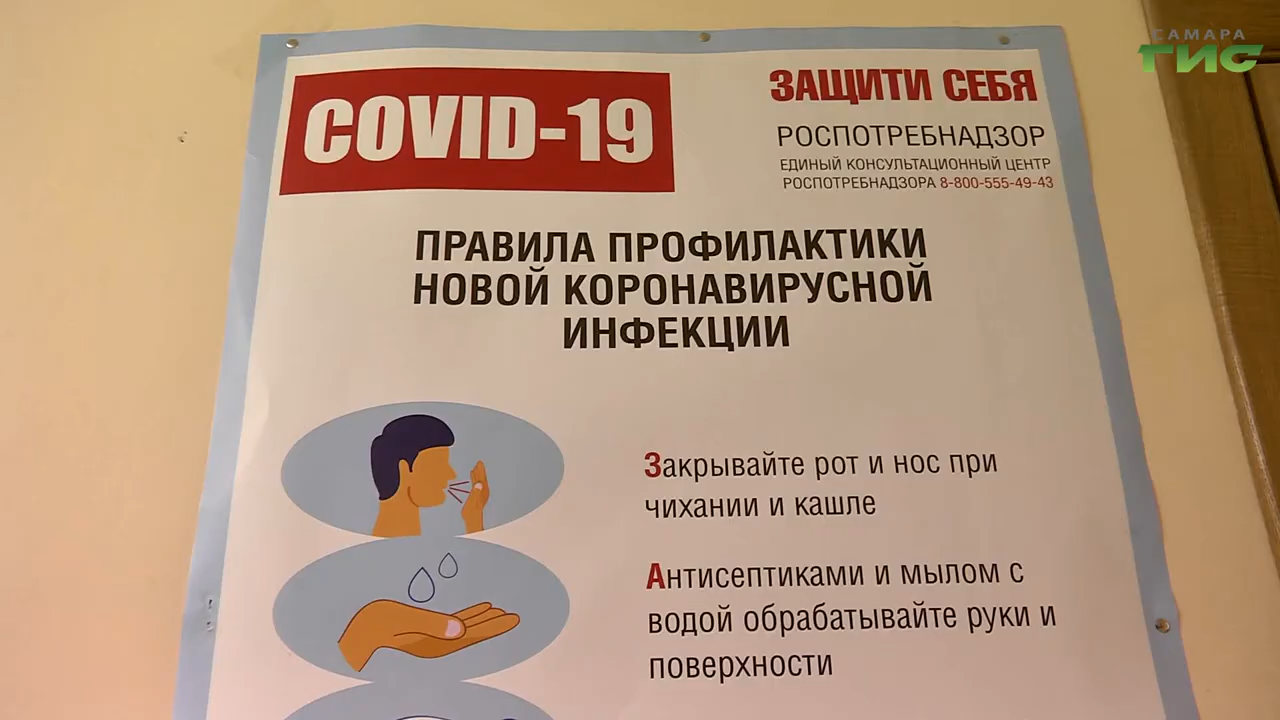 САМАРА
ГИС
COVID-19
ЗАЩИТИ СЕБЯ
РОСПОТРЕБНАДЗОР
ЕДИНЫЙ КОНСУЛЬТАЦИОННЫЙ ЦЕНТР
РОСПОТРЕБНАДЗОРА 8-800-555-49-43
ПРАВИЛА ПРОФИЛАКТИКИ
НОВОЙ КОРОНАВИРУСНОЙ
ИНФЕКЦИИ
Закрывайте рот и нос при
чихании и кашле
Антисептиками и мылом с
водой обрабатывайте руки и
поверхности